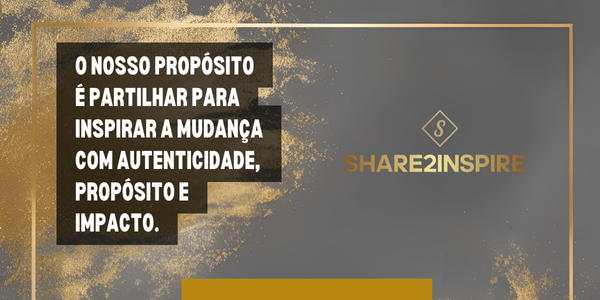 O NOSSO PROPÓSITO
É PARTILHAR PARA
INSPIRAR A MUDANÇA
COM AUTENTICIDADE,
PROPÓSITO E
IMPACTO.
S
SHARE2INSPIRE